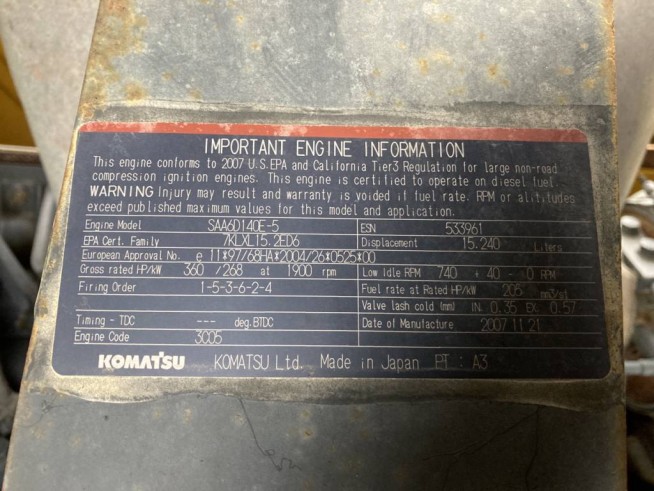 IMPORTANT ENGINE INFORMATION
This engine conforms to 2007 U.S.EPA and California Tier3 Regulation for large non-road
compression ignition engines. This engine is certified to operate on diesel fuel.
WARNING Injury may result and warranty is voided if fuel rate. RPM or altitudes
exceed published maximum values for this model and application.
Engine Model SAA6D140E-5 ESN 533961
EPA Cert. Family 7KLXL15.2ED6 Displacement 15.240 Liters
European Approval No. e 11*97/68HA*2004/26*0525*00
Gross rated HP/kW 360 /268 at 1900 rpm Low Idle RPM 740 + 40 - 0 RPM
Firing Order 1-5-3-6-2-4 Fuel rate at Rated HP/kW 205 mm3/st
Valve lash cold (mm) IN. 0.35 EX. 0.57
Timing - TDC --- deg.BTDC Date of Manufacture 2007 11 21
Engine Code 3005
KOMATSU KOMATSU Ltd. Made in Japan PT : A3